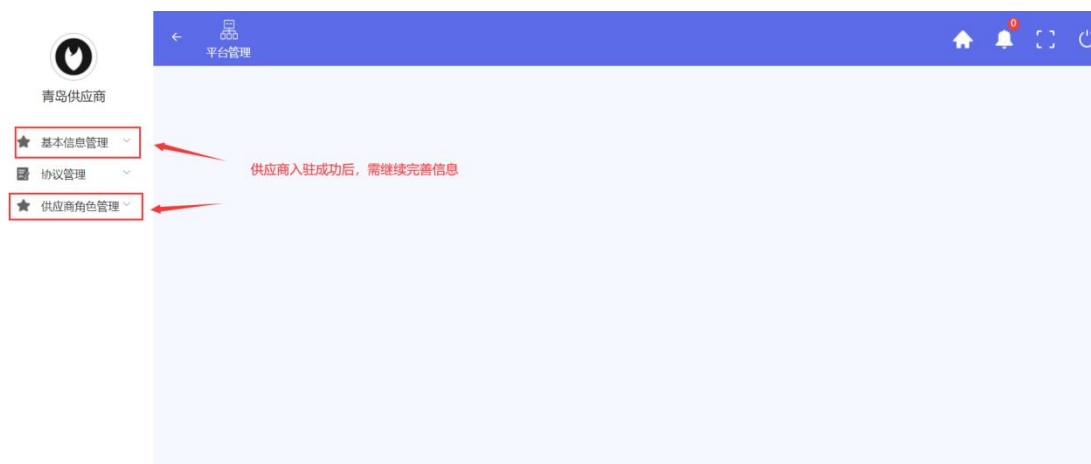 平台管理
0
青岛供应商
基本信息管理
供应商入驻成功后，需继续完善信息
协议管理
供应商角色管理